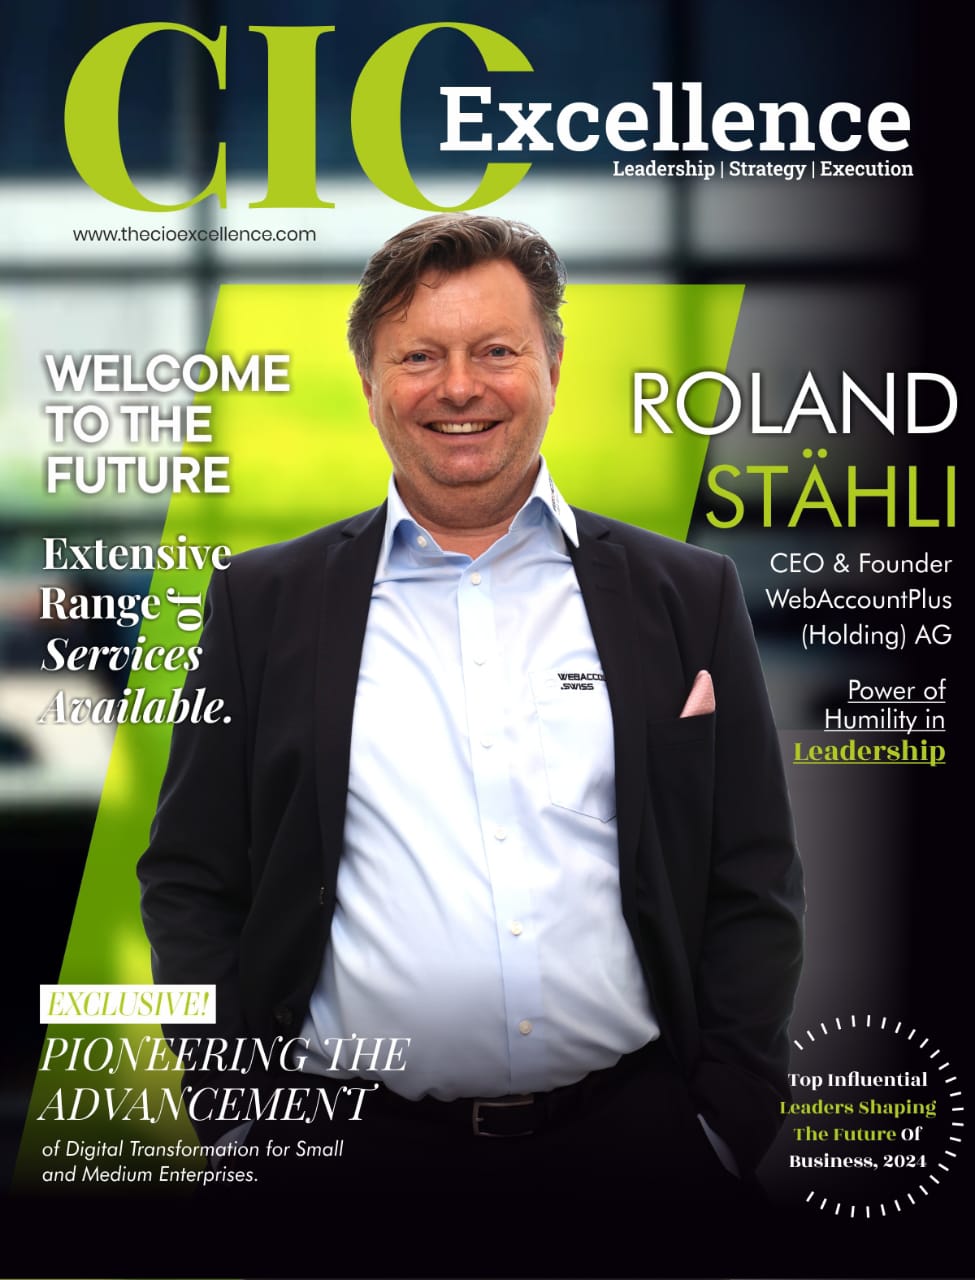 CIO
Excellence
Leadership | Strategy | Execution
www.thecioexcellence.com
WELCOME
TO THE
FUTURE
Extensive
Range of
Services
Available.
ROLAND
STÄHLI
CEO & Founder
WebAccountPlus
(Holding) AG
Power of
Humility in
Leadership
WEBACCOU
.SWISS
EXCLUSIVE!
PIONEERING THE
ADVANCEMENT
of Digital Transformation for Small
and Medium Enterprises.
Top Influential
Leaders Shaping
The Future Of
Business, 2024